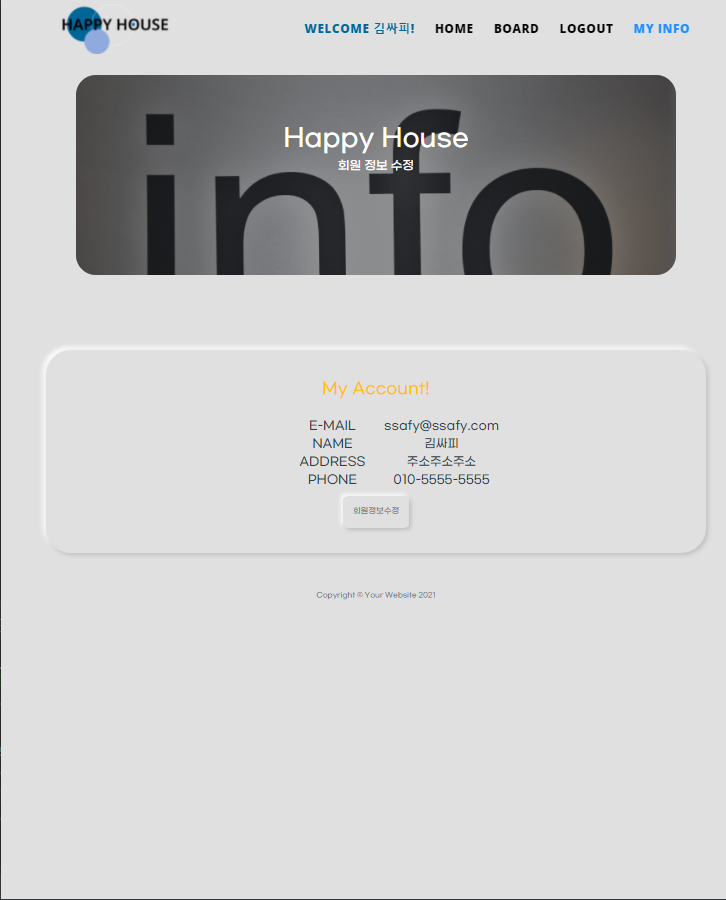 HAPPY HOUSE
WELCOME 김싸피! HOME BOARD LOGOUT MY INFO
info
Happy House
회원 정보 수정
My Account!
E-MAIL ssafy@ssafy.com
NAME 김싸피
ADDRESS 주소주소주소
PHONE 010-5555-5555
회원정보수정
Copyright © Your Website 2021